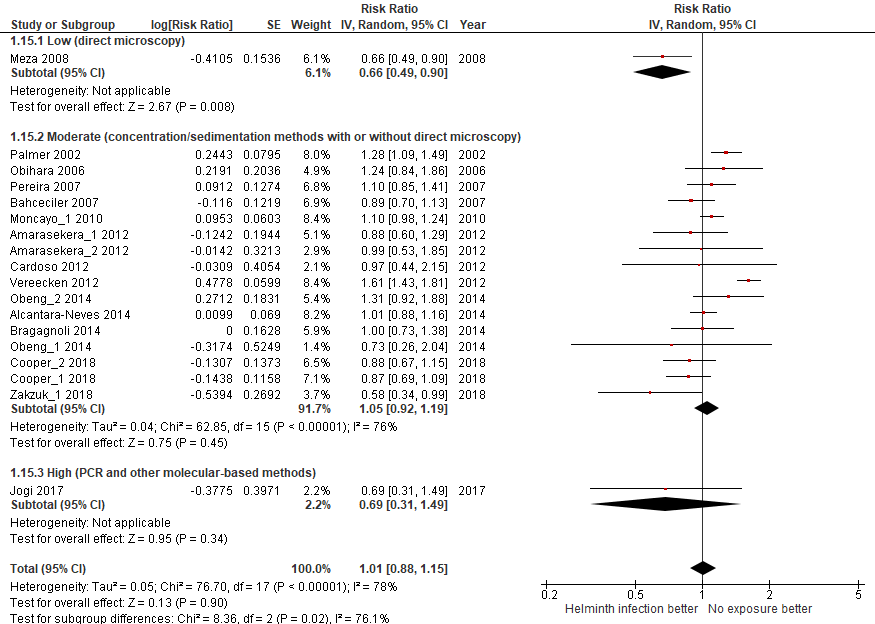 Risk Ratio Risk Ratio
Study or Subgroup log[Risk Ratio] SE Weight IV, Random, 95% CI Year IV, Random, 95% CI
1.15.1 Low (direct microscopy)
Meza 2008 -0.4105 0.1536 6.1% 0.66 [0.49, 0.90] 2008
Subtotal (95% CI) 6.1% 0.66 [0.49, 0.90]
Heterogeneity: Not applicable
Test for overall effect: Z = 2.67 (P = 0.008)
1.15.2 Moderate (concentration/sedimentation methods with or without direct microscopy)
Palmer 2002 0.2443 0.0795 8.0% 1.28 [1.09, 1.49] 2002
Obihara 2006 0.2191 0.2036 4.9% 1.24 [0.84, 1.86] 2006
Pereira 2007 0.0912 0.1274 6.8% 1.10 [0.85, 1.41] 2007
Bahceciler 2007 -0.116 0.1219 6.9% 0.89 [0.70, 1.13] 2007
Moncayo_1 2010 0.0953 0.0603 8.4% 1.10 [0.98, 1.24] 2010
Amarasekera_1 2012 -0.1242 0.1944 5.1% 0.88 [0.60, 1.29] 2012
Amarasekera_2 2012 -0.0142 0.3213 2.9% 0.99 [0.53, 1.85] 2012
Cardoso 2012 -0.0309 0.4054 2.1% 0.97 [0.44, 2.15] 2012
Vereecken 2012 0.4778 0.0599 8.4% 1.61 [1.43, 1.81] 2012
Obeng_2 2014 0.2712 0.1831 5.4% 1.31 [0.92, 1.88] 2014
Alcantara-Neves 2014 0.0099 0.069 8.2% 1.01 [0.88, 1.16] 2014
Bragagnoli 2014 0 0.1628 5.9% 1.00 [0.73, 1.38] 2014
Obeng_1 2014 -0.3174 0.5249 1.4% 0.73 [0.26, 2.04] 2014
Cooper_2 2018 -0.1307 0.1373 6.5% 0.88 [0.67, 1.15] 2018
Cooper_1 2018 -0.1438 0.1158 7.1% 0.87 [0.69, 1.09] 2018
Zakzuk_1 2018 -0.5394 0.2692 3.7% 0.58 [0.34, 0.99] 2018
Subtotal (95% CI) 91.7% 1.05 [0.92, 1.19]
Heterogeneity: Tau² = 0.04; Chi² = 62.85, df = 15 (P < 0.00001); I² = 76%
Test for overall effect: Z = 0.75 (P = 0.45)
1.15.3 High (PCR and other molecular-based methods)
Jogi 2017 -0.3775 0.3971 2.2% 0.69 [0.31, 1.49] 2017
Subtotal (95% CI) 2.2% 0.69 [0.31, 1.49]
Heterogeneity: Not applicable
Test for overall effect: Z = 0.95 (P = 0.34)
Total (95% CI) 100.0% 1.01 [0.88, 1.15]
Heterogeneity: Tau² = 0.05; Chi² = 76.70, df = 17 (P < 0.00001); I² = 78%
Test for overall effect: Z = 0.13 (P = 0.90)
Test for subgroup differences: Chi² = 8.36, df = 2 (P = 0.02), I² = 76.1%
0.2 0.5 1 2 5
Helminth infection better No exposure better